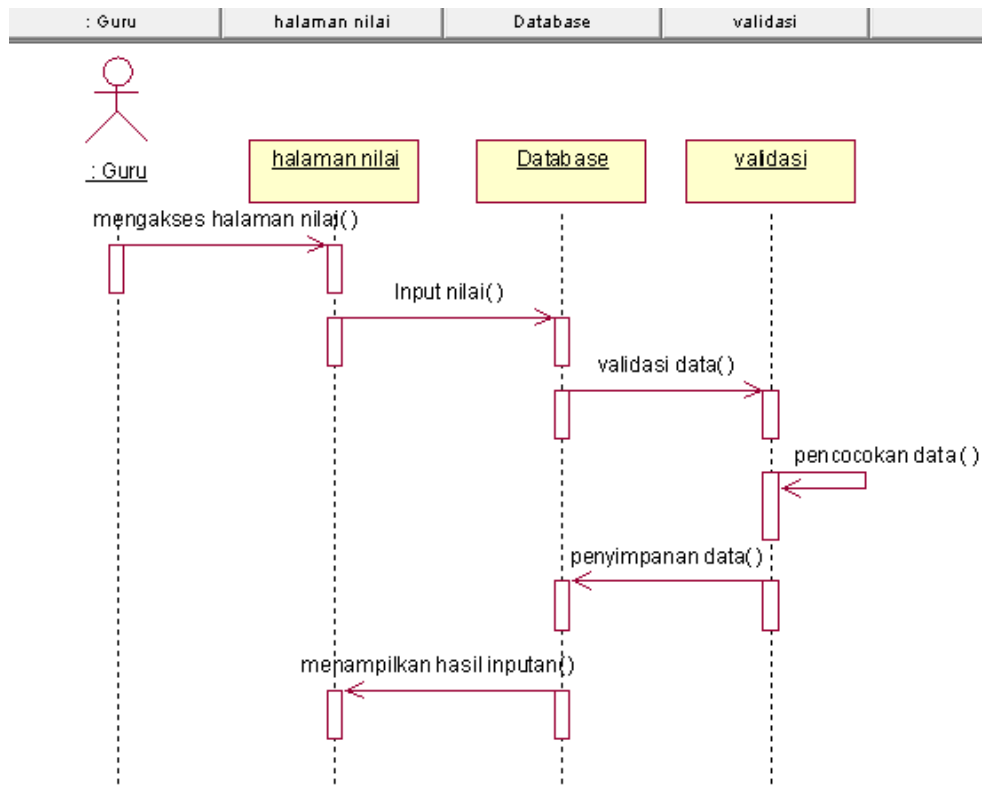 : Guru
halaman nilai
Database
validasi
: Guru
halaman nilai
Database
validasi
mengakses halaman nilai( )
Input nilai( )
validasi data( )
pencocokan data( )
penyimpanan data( )
menampilkan hasil inputan( )